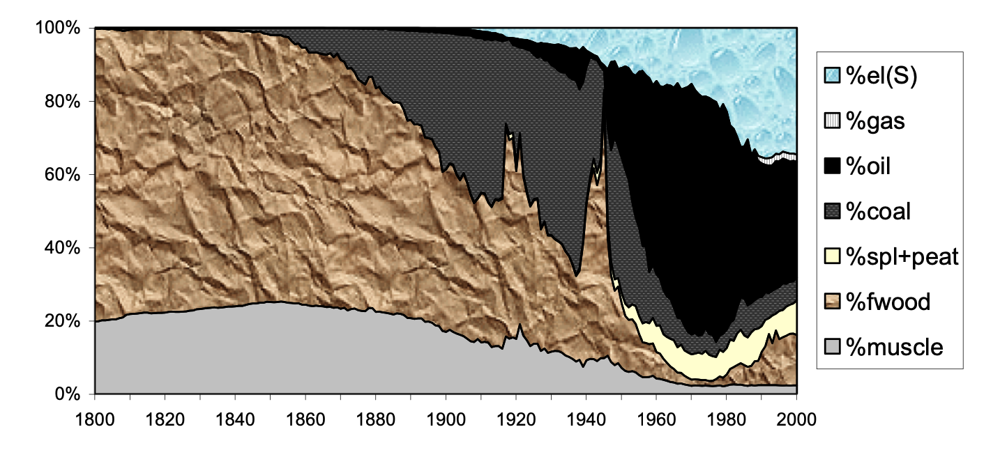 100%
80%
60%
40%
20%
0%
1800 1820 1840 1860 1880 1900 1920 1940 1960 1980 2000
%el(S)
%gas
%oil
%coal
%spl+peat
%fwood
%muscle